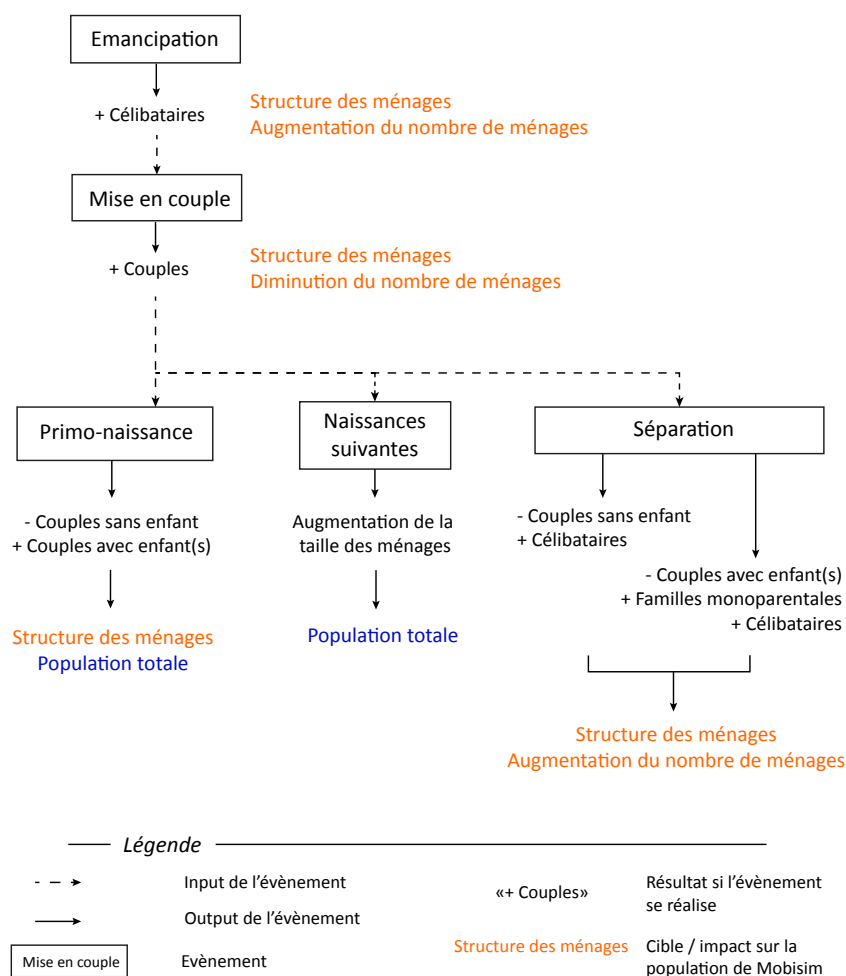 Emancipation
+ Célibataires
Structure des ménages
Augmentation du nombre de ménages
Mise en couple
+ Couples
Structure des ménages
Diminution du nombre de ménages
Primo-naissance
Naissances
suivantes
Séparation
- Couples sans enfant
+ Couples avec enfant(s)
Augmentation de la
taille des ménages
- Couples sans enfant
+ Célibataires
- Couples avec enfant(s)
+ Familles monoparentales
+ Célibataires
Structure des ménages
Population totale
Population totale
Structure des ménages
Augmentation du nombre de ménages
Légende
Input de l'évènement
Output de l'évènement
Mise en couple
Evènement
«+ Couples»
Résultat si l'évènement
se réalise
Structure des ménages
Cible / impact sur la
population de Mobisim